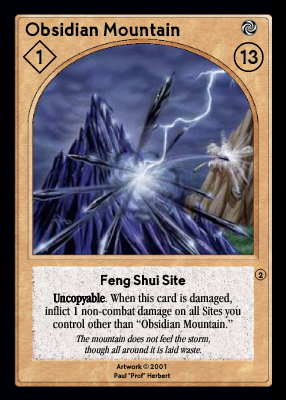 Obsidian Mountain
1
13
Feng Shui Site
2
Uncopyable. When this card is damaged,
inflict 1 non-combat damage on all Sites you
control other than “Obsidian Mountain.”
The mountain does not feel the storm,
though all around it is laid waste.
Artwork © 2001
Paul "Prof" Herbert